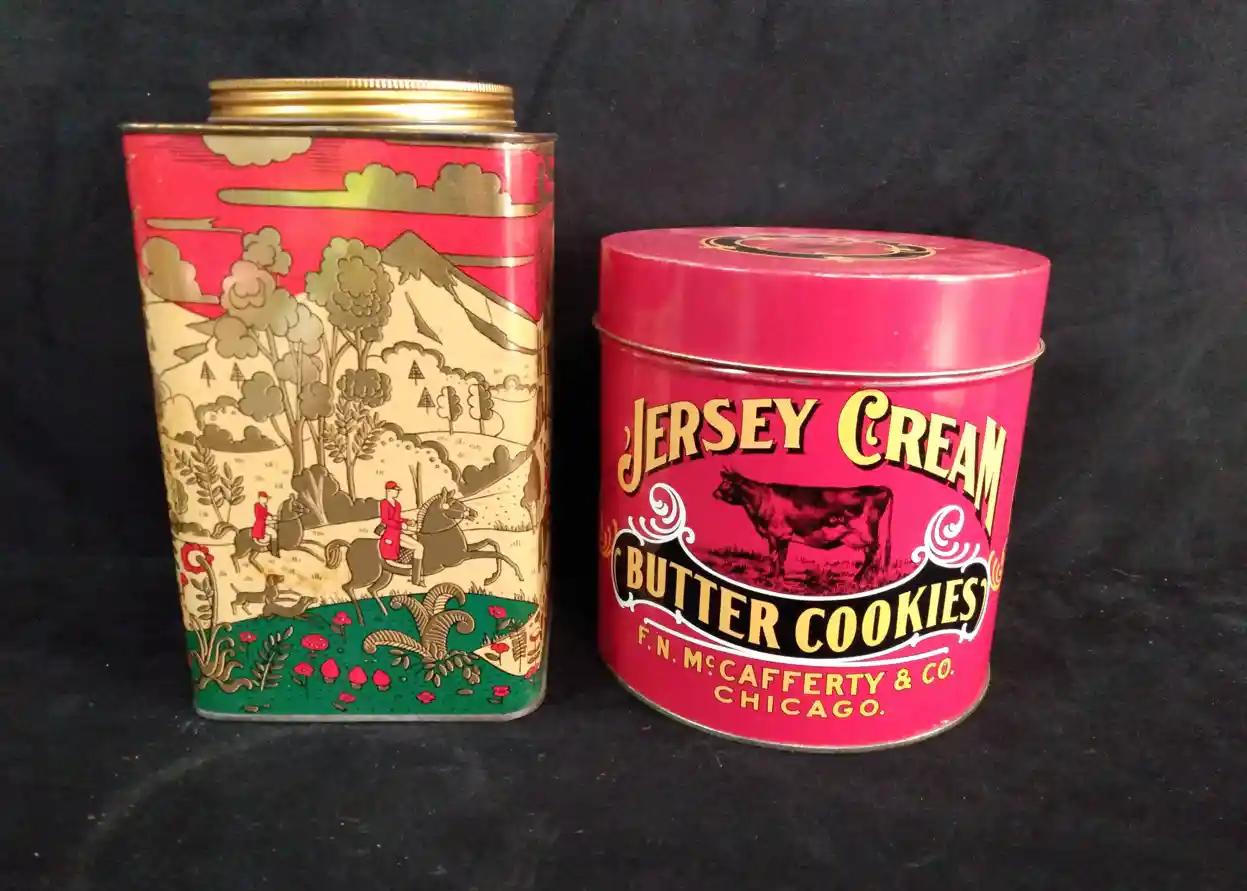 JERSEY CREAM
BUTTER COOKIES
F. N. McCAFFERTY & CO.
CHICAGO.